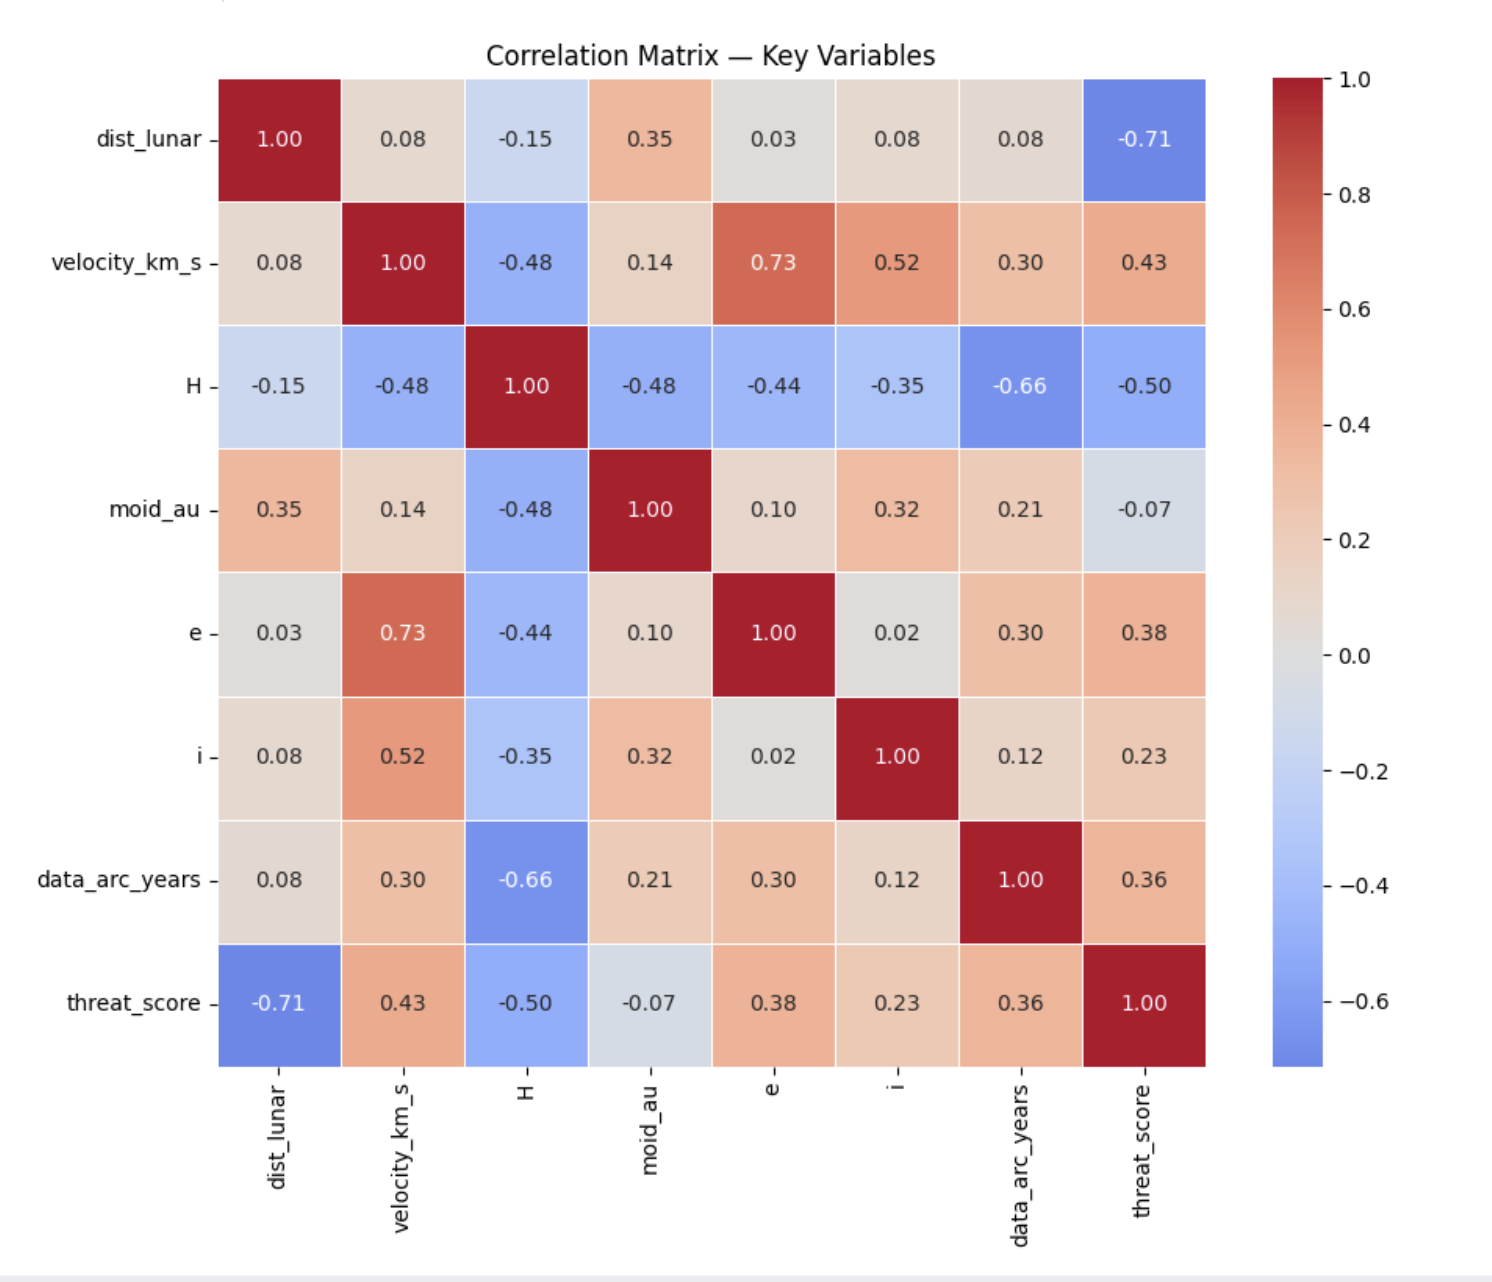 Correlation Matrix — Key Variables
dist_lunar 1.00 0.08 -0.15 0.35 0.03 0.08 0.08 -0.71
velocity_km_s 0.08 1.00 -0.48 0.14 0.73 0.52 0.30 0.43
H -0.15 -0.48 1.00 -0.48 -0.44 -0.35 -0.66 -0.50
moid_au 0.35 0.14 -0.48 1.00 0.10 0.32 0.21 -0.07
e 0.03 0.73 -0.44 0.10 1.00 0.02 0.30 0.38
i 0.08 0.52 -0.35 0.32 0.02 1.00 0.12 0.23
data_arc_years 0.08 0.30 -0.66 0.21 0.30 0.12 1.00 0.36
threat_score -0.71 0.43 -0.50 -0.07 0.38 0.23 0.36 1.00
dist_lunar velocity_km_s H moid_au e i data_arc_years threat_score
1.0
0.8
0.6
0.4
0.2
0.0
−0.2
−0.4
−0.6